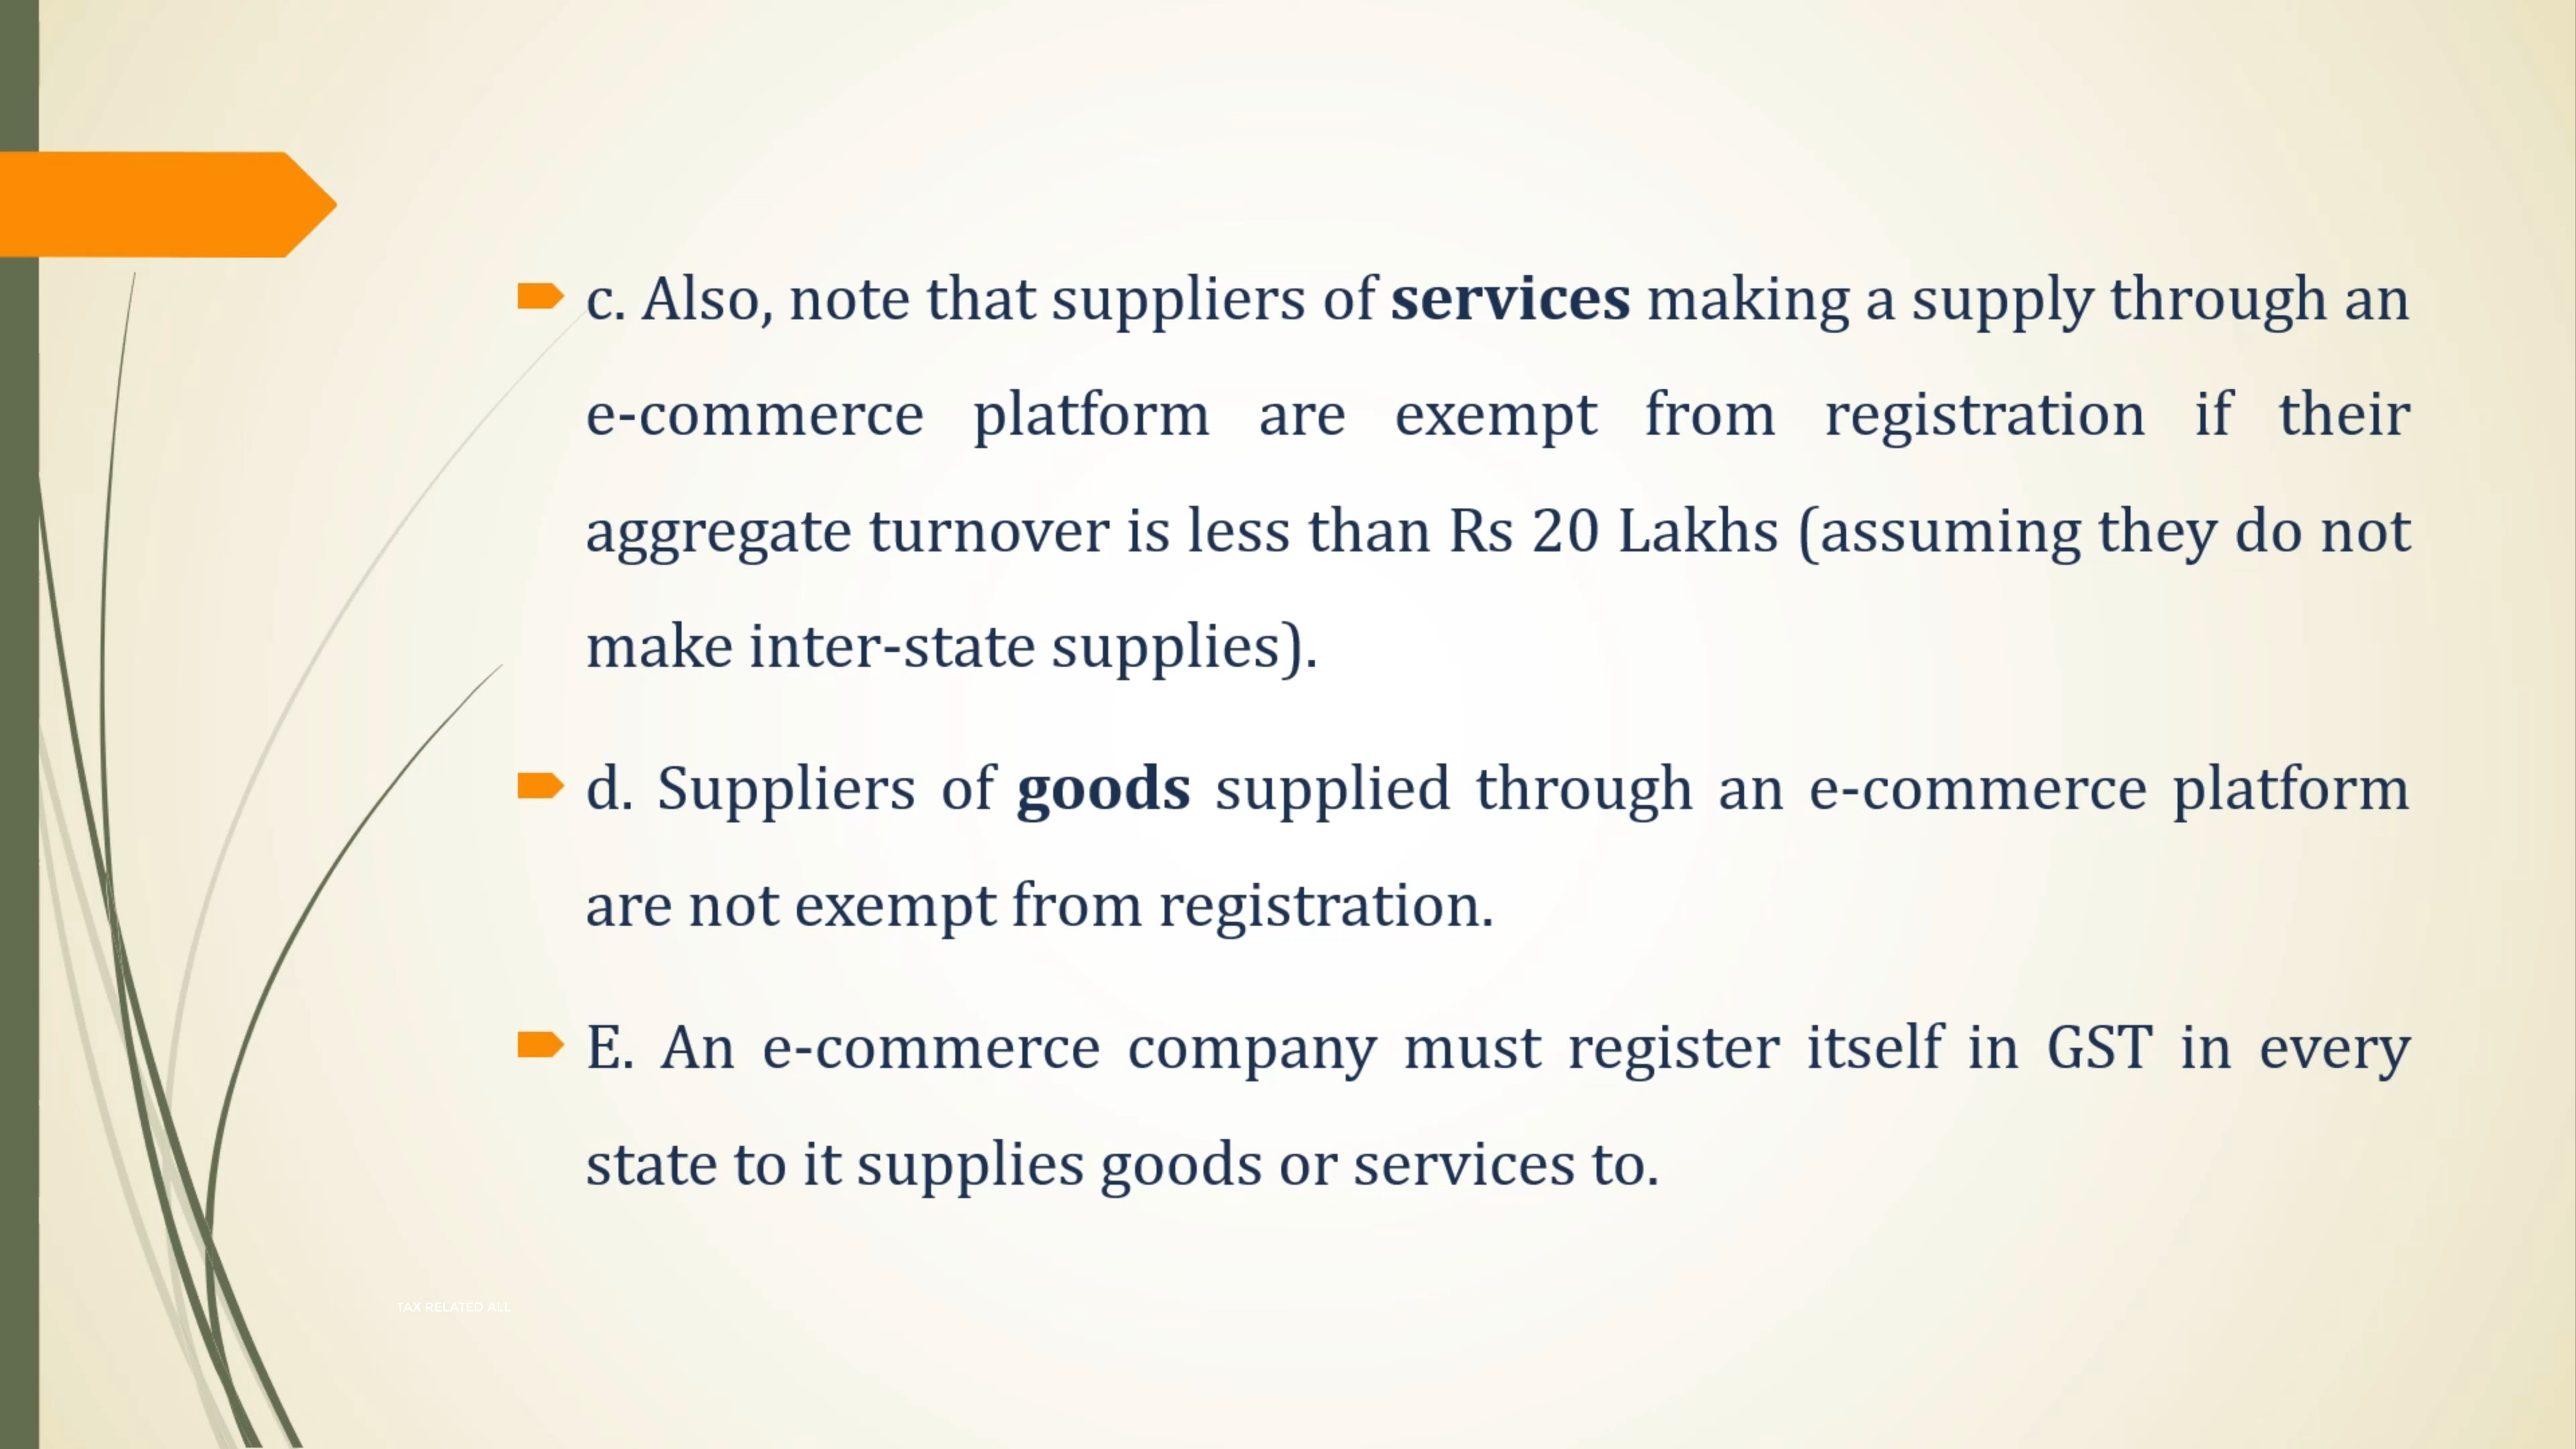 c. Also, note that suppliers of services making a supply through an
e-commerce platform are exempt from registration if their
aggregate turnover is less than Rs 20 Lakhs (assuming they do not
make inter-state supplies).
d. Suppliers of goods supplied through an e-commerce platform
are not exempt from registration.
E. An e-commerce company must register itself in GST in every
state to it supplies goods or services to.
TAX RELATED ALL